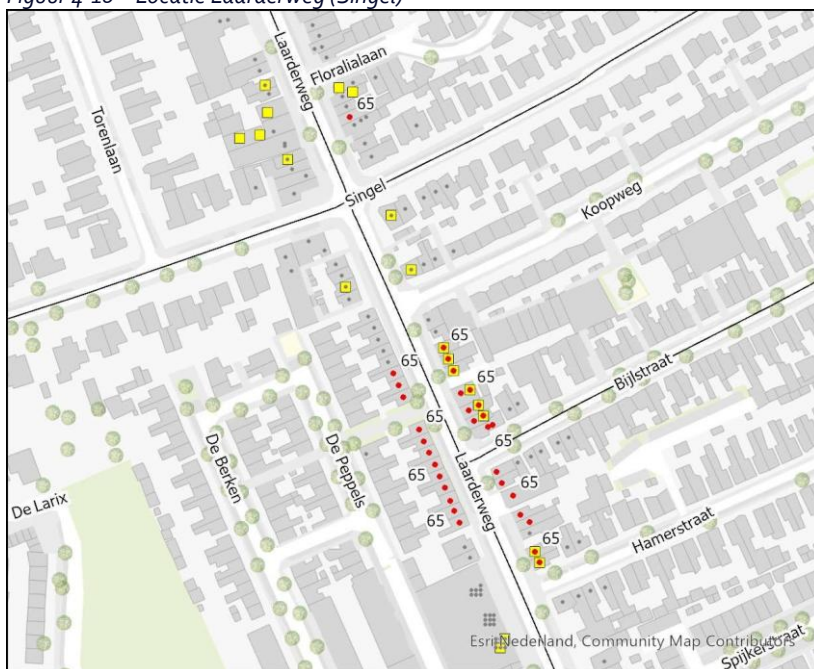 Figuur 4-18 – Locatie Laarderweg (Singel)
Laarderweg
Floralialaan
65
Torenlaan
Singel
Koopweg
65
65
65
Bijlstraat
65
65
De Berken
De Peppels
Laarderweg
65
65
De Larix
65
65
Hamerstraat
Esri Nederland, Community Map Contributors
Spijkerstraat